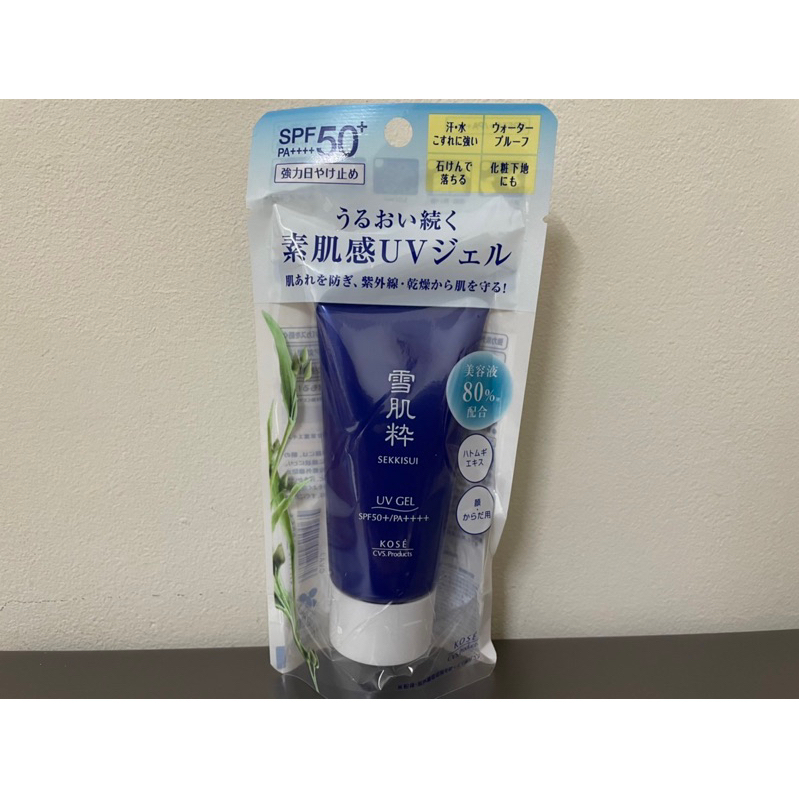 SPF50+
PA++++
強力日やけ止め
汗・水
こすれに強い
ウォーター
プルーフ
石けんで
落ちる
化粧下地
にも
うるおい続く
素肌感UVジェル
肌あれを防ぎ、紫外線・乾燥から肌を守る!
美容液
80%
配合
ハトムギ
エキス
顔
からだ用
雪肌粋
SEKKISUI
UV GEL
SPF50+/PA++++
KOSÉ
CVS.Products
KOSÉ